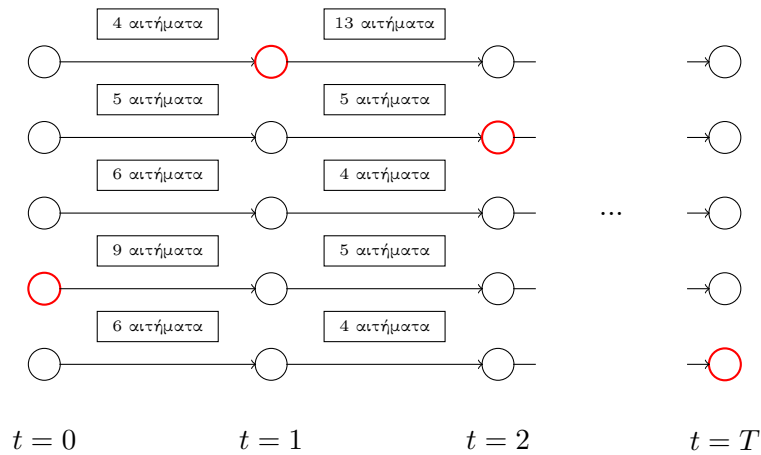 4 αιτήματα 13 αιτήματα
5 αιτήματα 5 αιτήματα
6 αιτήματα 4 αιτήματα
...
9 αιτήματα 5 αιτήματα
6 αιτήματα 4 αιτήματα
t = 0 t = 1 t = 2 t = T